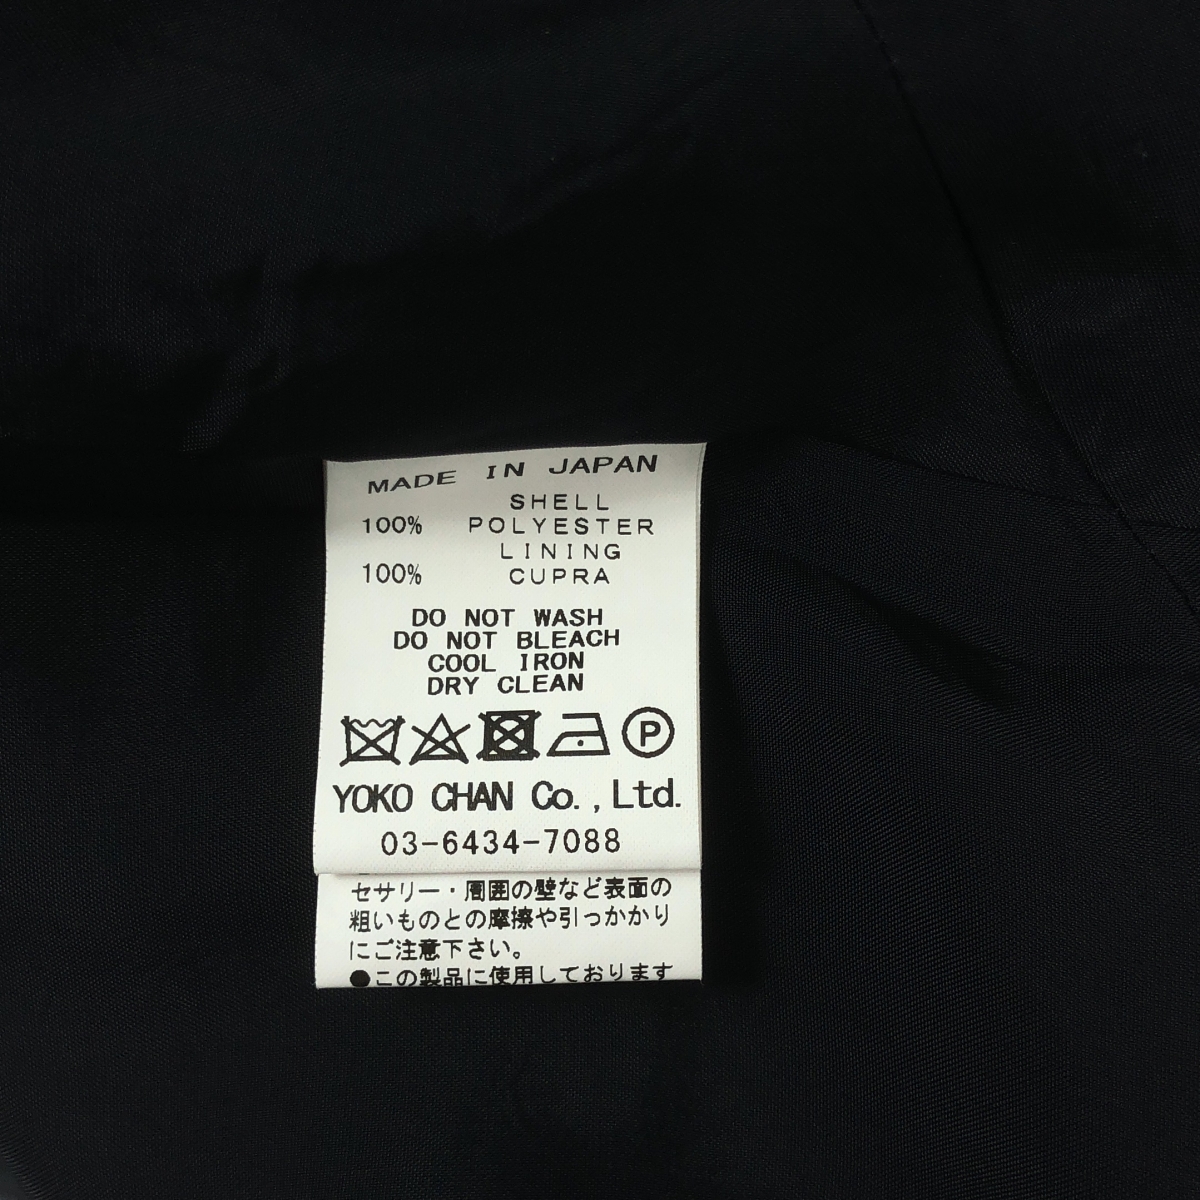 MADE IN JAPAN
SHELL
100% POLYESTER
LINING
100% CUPRA
DO NOT WASH
DO NOT BLEACH
COOL IRON
DRY CLEAN
P
YOKO CHAN Co.,Ltd.
03-6434-7088
セサリー・周囲の壁など表面の
粗いものとの摩擦や引っかかり
にご注意下さい。
●この製品に使用しております